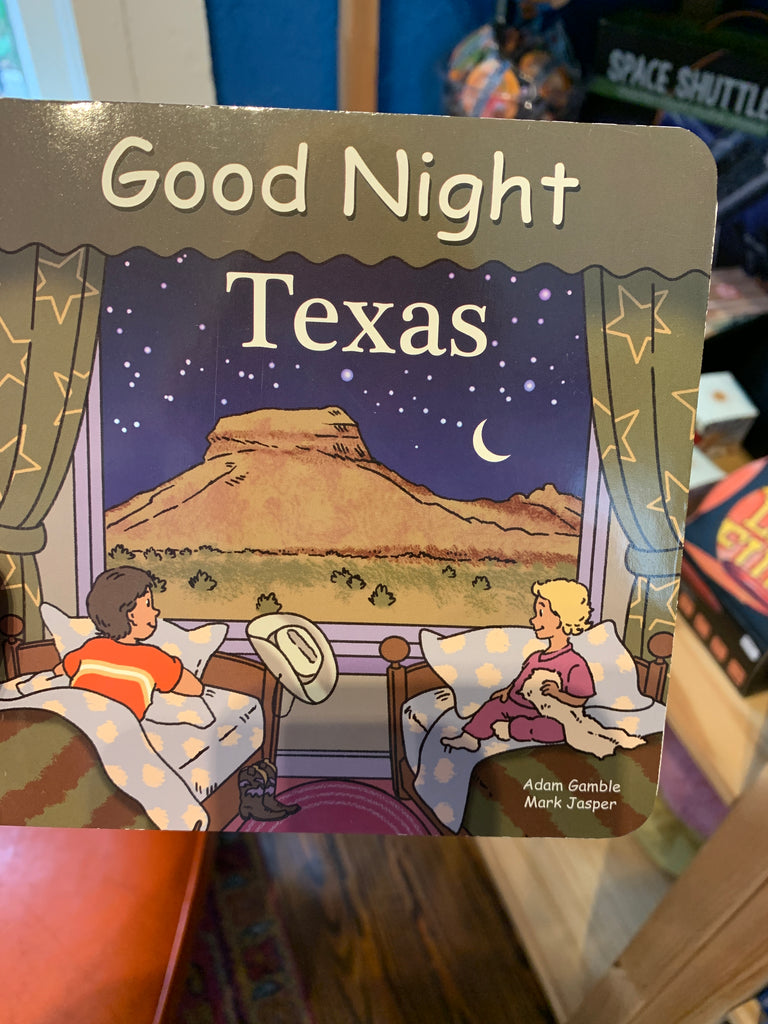 SPACE SHUTTLE
Good Night
Texas
Adam Gamble
Mark Jasper